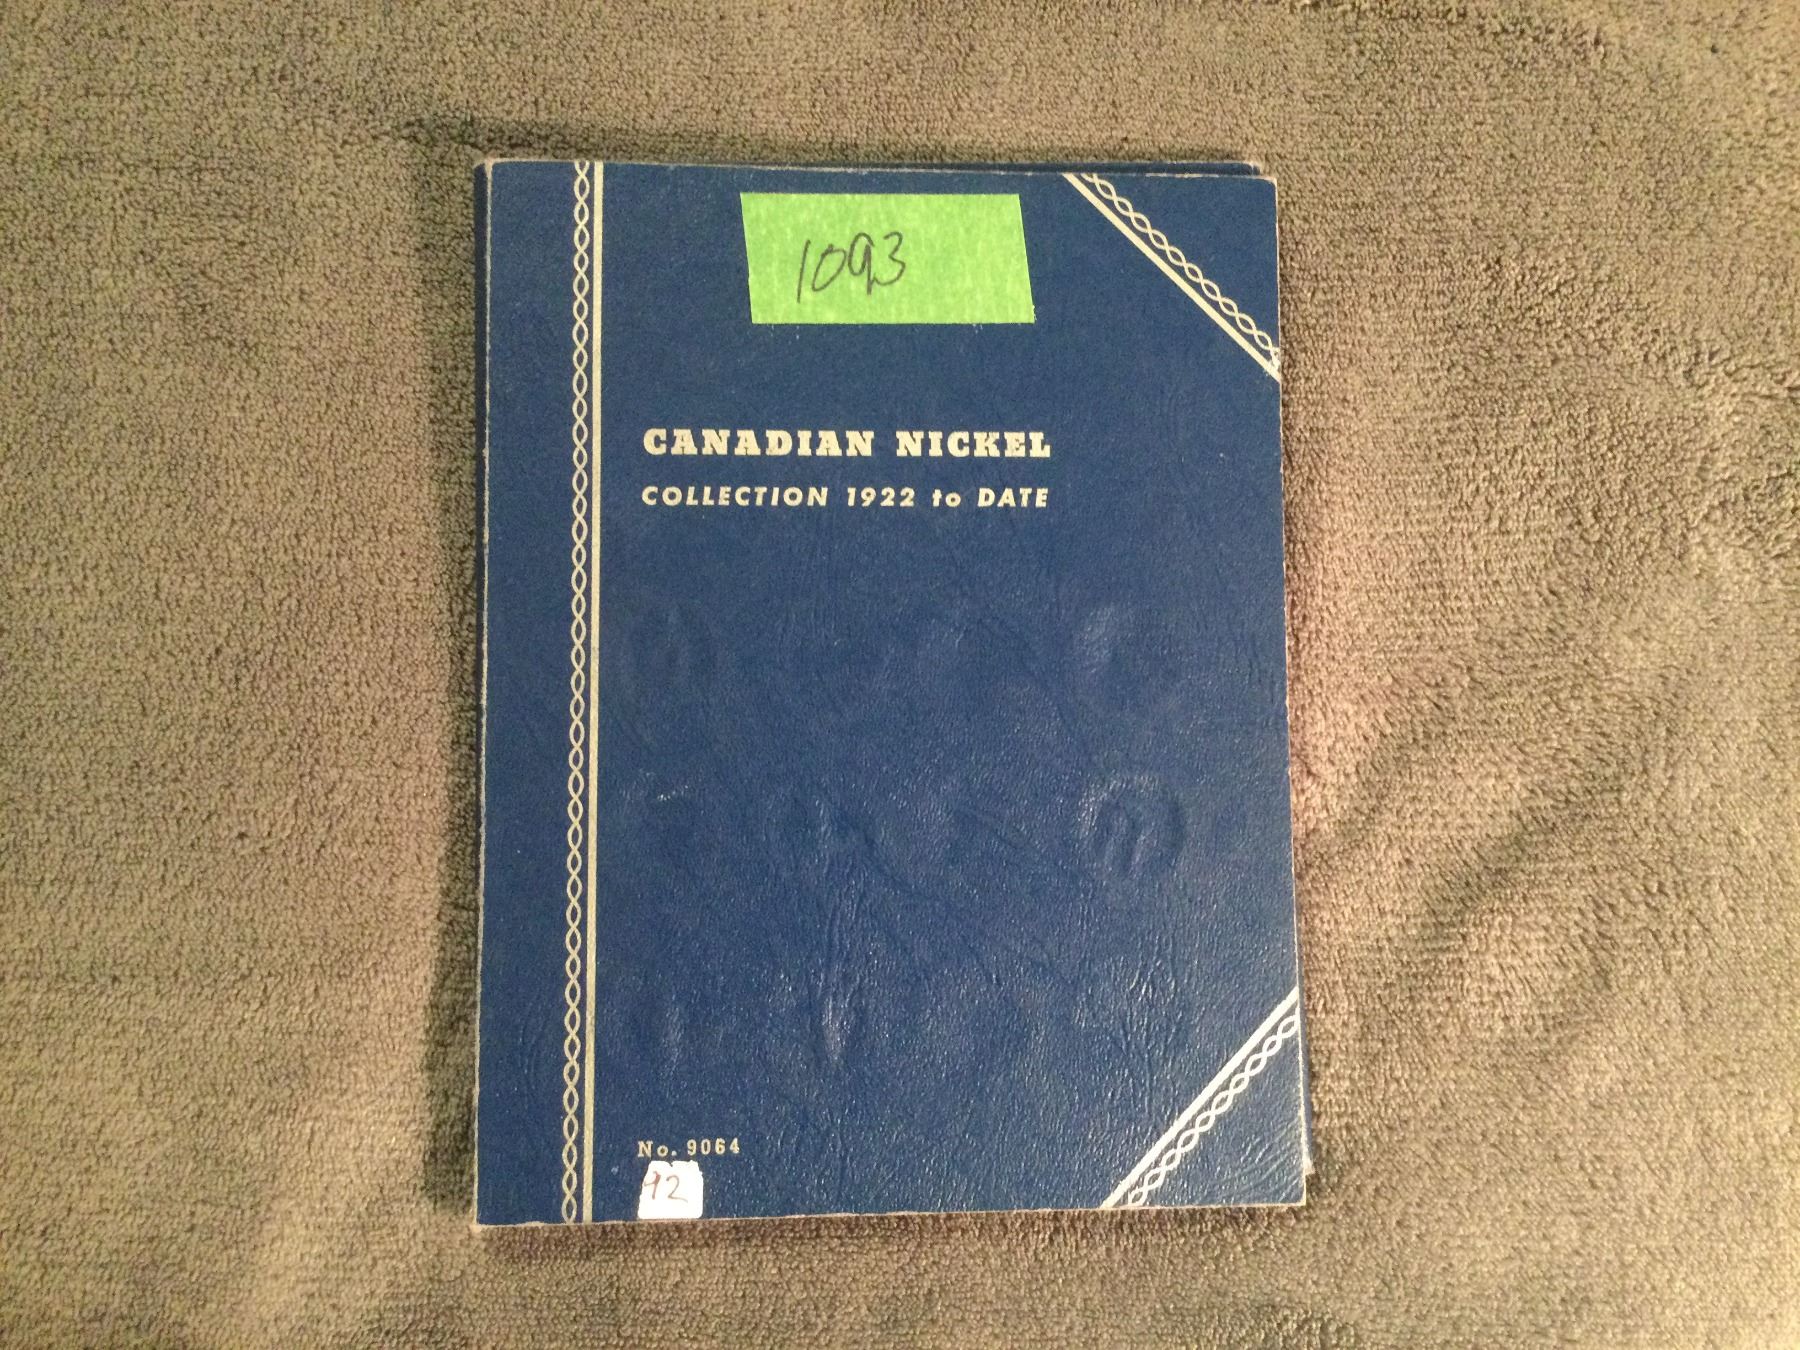 1093
CANADIAN NICKEL
COLLECTION 1922 to DATE
No. 9064
92